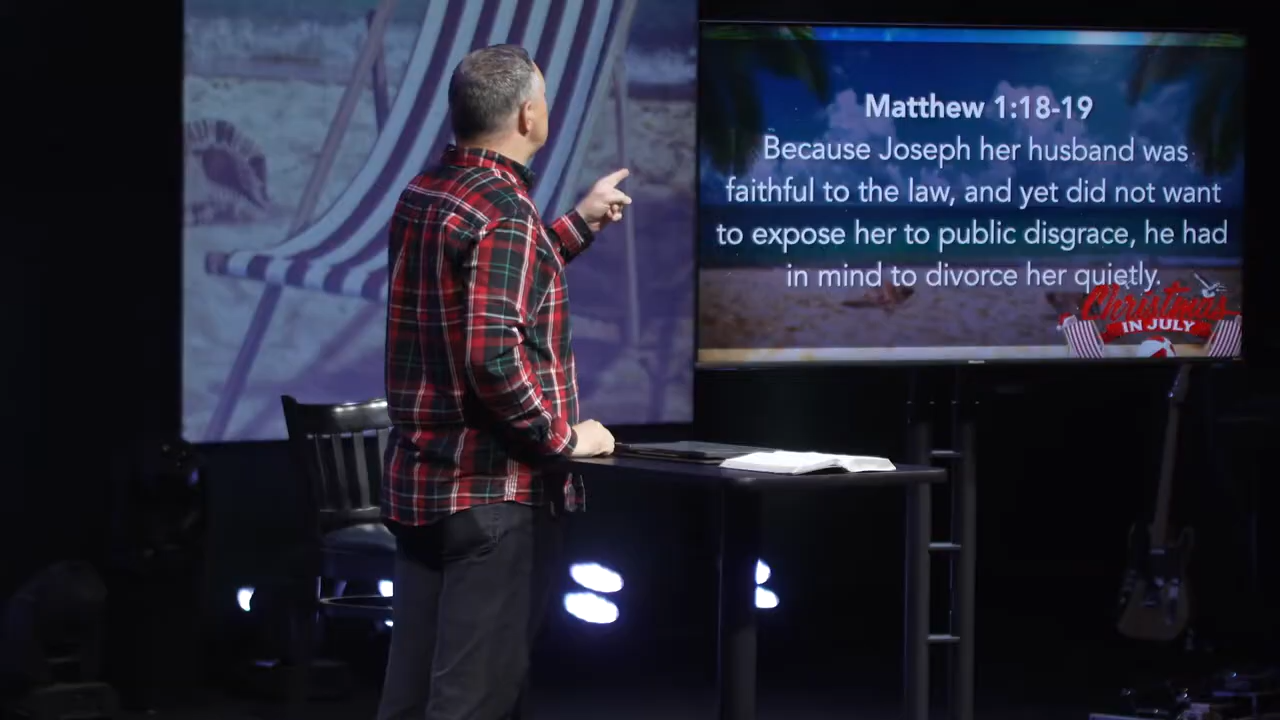 Matthew 1:18-19
Because Joseph her husband was
faithful to the law, and yet did not want
to expose her to public disgrace, he had
in mind to divorce her quietly.
Christmas
IN JULY